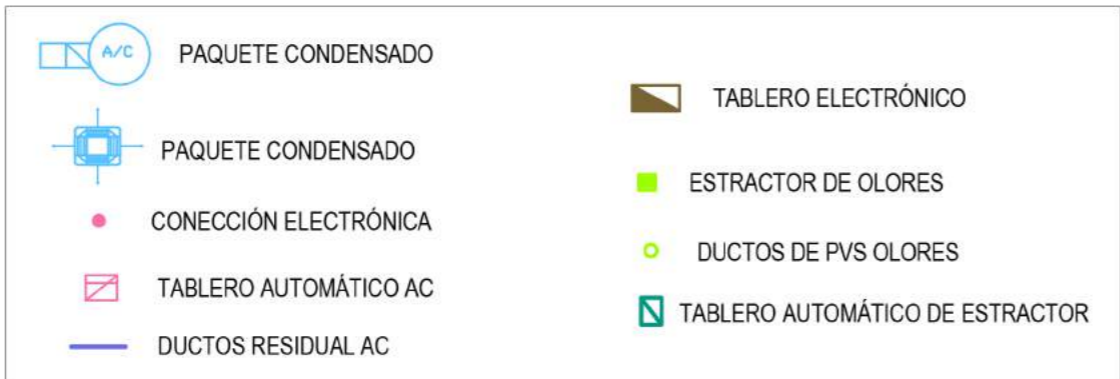 A/C PAQUETE CONDENSADO
PAQUETE CONDENSADO
CONECCIÓN ELECTRÓNICA
TABLERO AUTOMÁTICO AC
DUCTOS RESIDUAL AC
TABLERO ELECTRÓNICO
ESTRACTOR DE OLORES
DUCTOS DE PVS OLORES
TABLERO AUTOMÁTICO DE ESTRACTOR